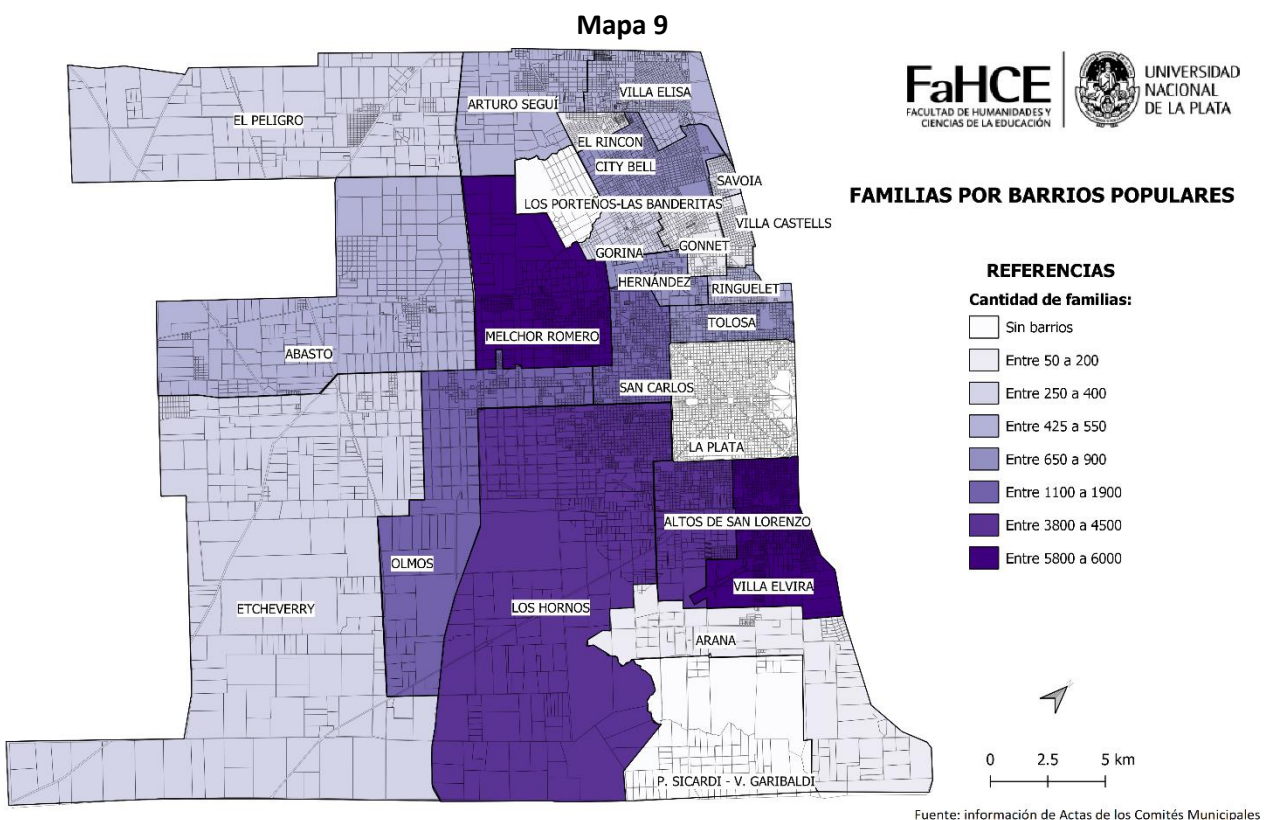 Mapa 9
FaHCE
FACULTAD DE HUMANIDADES Y
CIENCIAS DE LA EDUCACIÓN
UNIVERSIDAD
NACIONAL
DE LA PLATA
FAMILIAS POR BARRIOS POPULARES
REFERENCIAS
Cantidad de familias:
Sin barrios
Entre 50 a 200
Entre 250 a 400
Entre 425 a 550
Entre 650 a 900
Entre 1100 a 1900
Entre 3800 a 4500
Entre 5800 a 6000
EL PELIGRO
ARTURO SEGUÍ
VILLA ELISA
EL RINCON
CITY BELL
SAVOIA
LOS PORTEÑOS-LAS BANDERITAS
VILLA CASTELLS
GORINA
GONNET
HERNÁNDEZ
RINGUELET
TOLOSA
MELCHOR ROMERO
ABASTO
SAN CARLOS
LA PLATA
ALTOS DE SAN LORENZO
OLMOS
VILLA ELVIRA
ETCHEVERRY
LOS HORNOS
ARANA
P. SICARDI - V. GARIBALDI
0 2.5 5 km
Fuente: información de Actas de los Comités Municipales